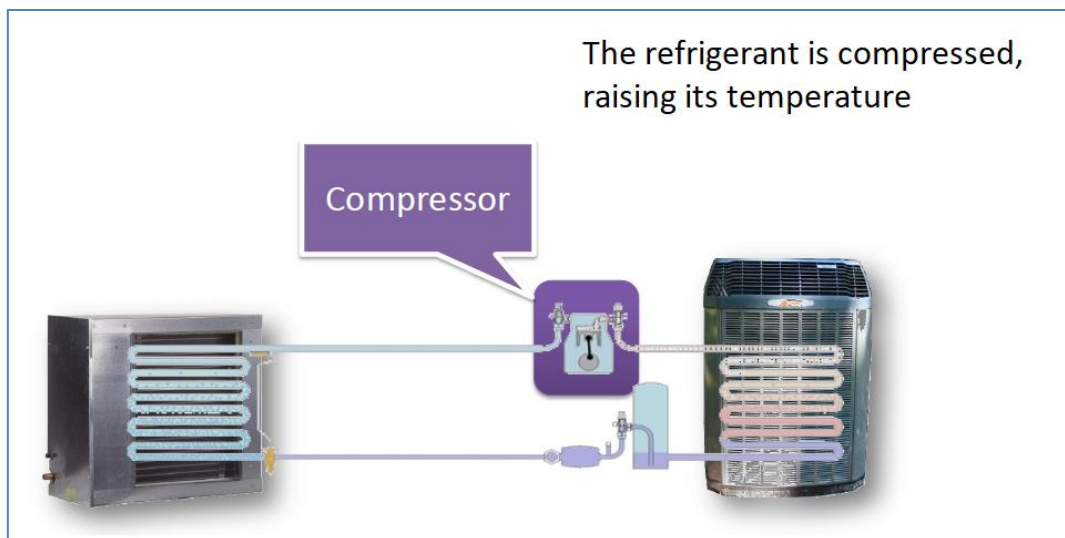 The refrigerant is compressed,
raising its temperature
Compressor